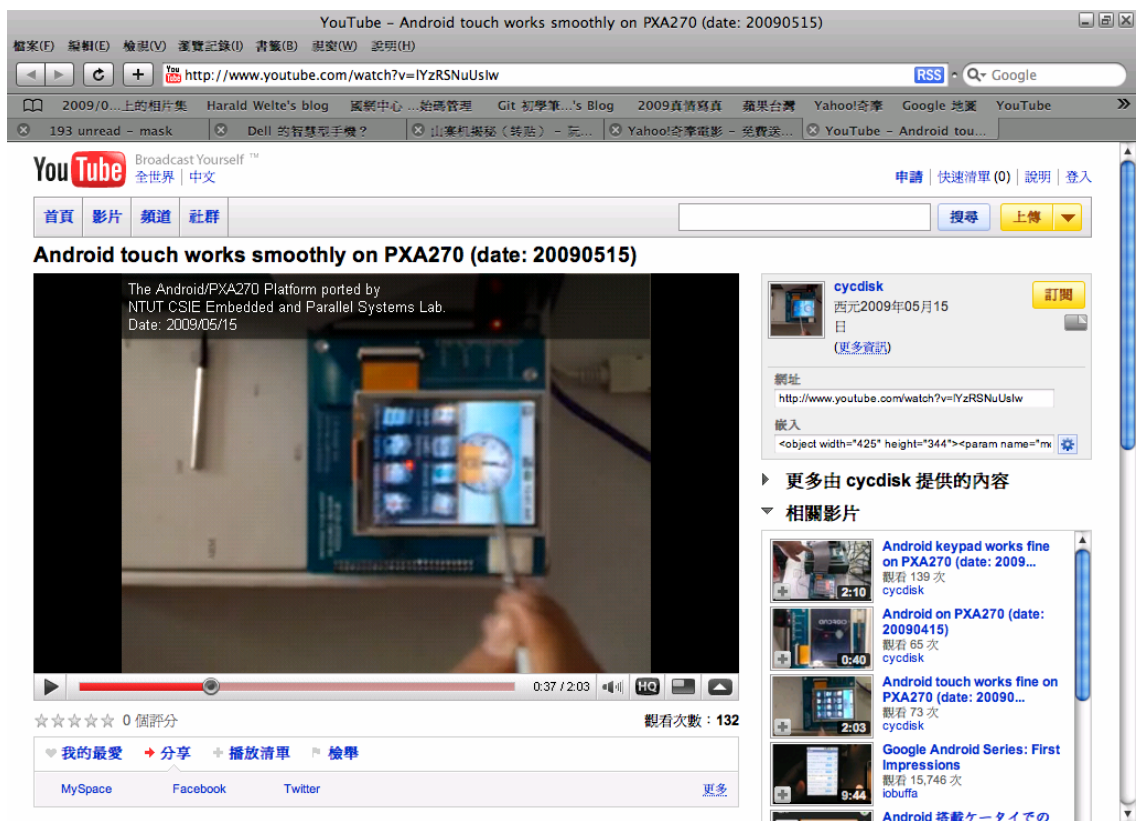 YouTube – Android touch works smoothly on PXA270 (date: 20090515)
檔案(F) 編輯(E) 檢視(V) 瀏覽記錄(I) 書籤(B) 視窗(W) 說明(H)
http://www.youtube.com/watch?v=lYzRSNuUslw RSS Google
2009/0...上的相片集 Harald Welte's blog 國網中心 ...始碼管理 Git 初學筆...'s Blog 2009真情寫真 蘋果台灣 Yahoo!奇摩 Google 地圖 YouTube
193 unread – mask Dell 的智慧型手機? 山寨机揭秘(转贴) – 阮... Yahoo!奇摩電影 – 免費送... YouTube – Android tou...
YouTube Broadcast Yourself ™
全世界 | 中文
申請 | 快速清單 (0) | 說明 | 登入
首頁 影片 頻道 社群 搜尋 上傳
Android touch works smoothly on PXA270 (date: 20090515)
The Android/PXA270 Platform ported by
NTUT CSIE Embedded and Parallel Systems Lab.
Date: 2009/05/15
0:37 / 2:03 HQ
☆☆☆☆☆ 0 個評分 觀看次數:132
我的最愛 分享 播放清單 檢舉
MySpace Facebook Twitter 更多
cycdisk 訂閱
西元2009年05月15
日
(更多資訊)
網址
http://www.youtube.com/watch?v=lYzRSNuUslw
嵌入
<object width="425" height="344"><param name="m
更多由 cycdisk 提供的內容
相關影片
Android keypad works fine
on PXA270 (date: 2009...
觀看 139 次
cycdisk
2:10
Android on PXA270 (date:
20090415)
觀看 65 次
cycdisk
0:40
Android touch works fine on
PXA270 (date: 20090...
觀看 73 次
cycdisk
2:03
Google Android Series: First
Impressions
觀看 15,746 次
iobuffa
9:44
Android 搭載ケータイでの